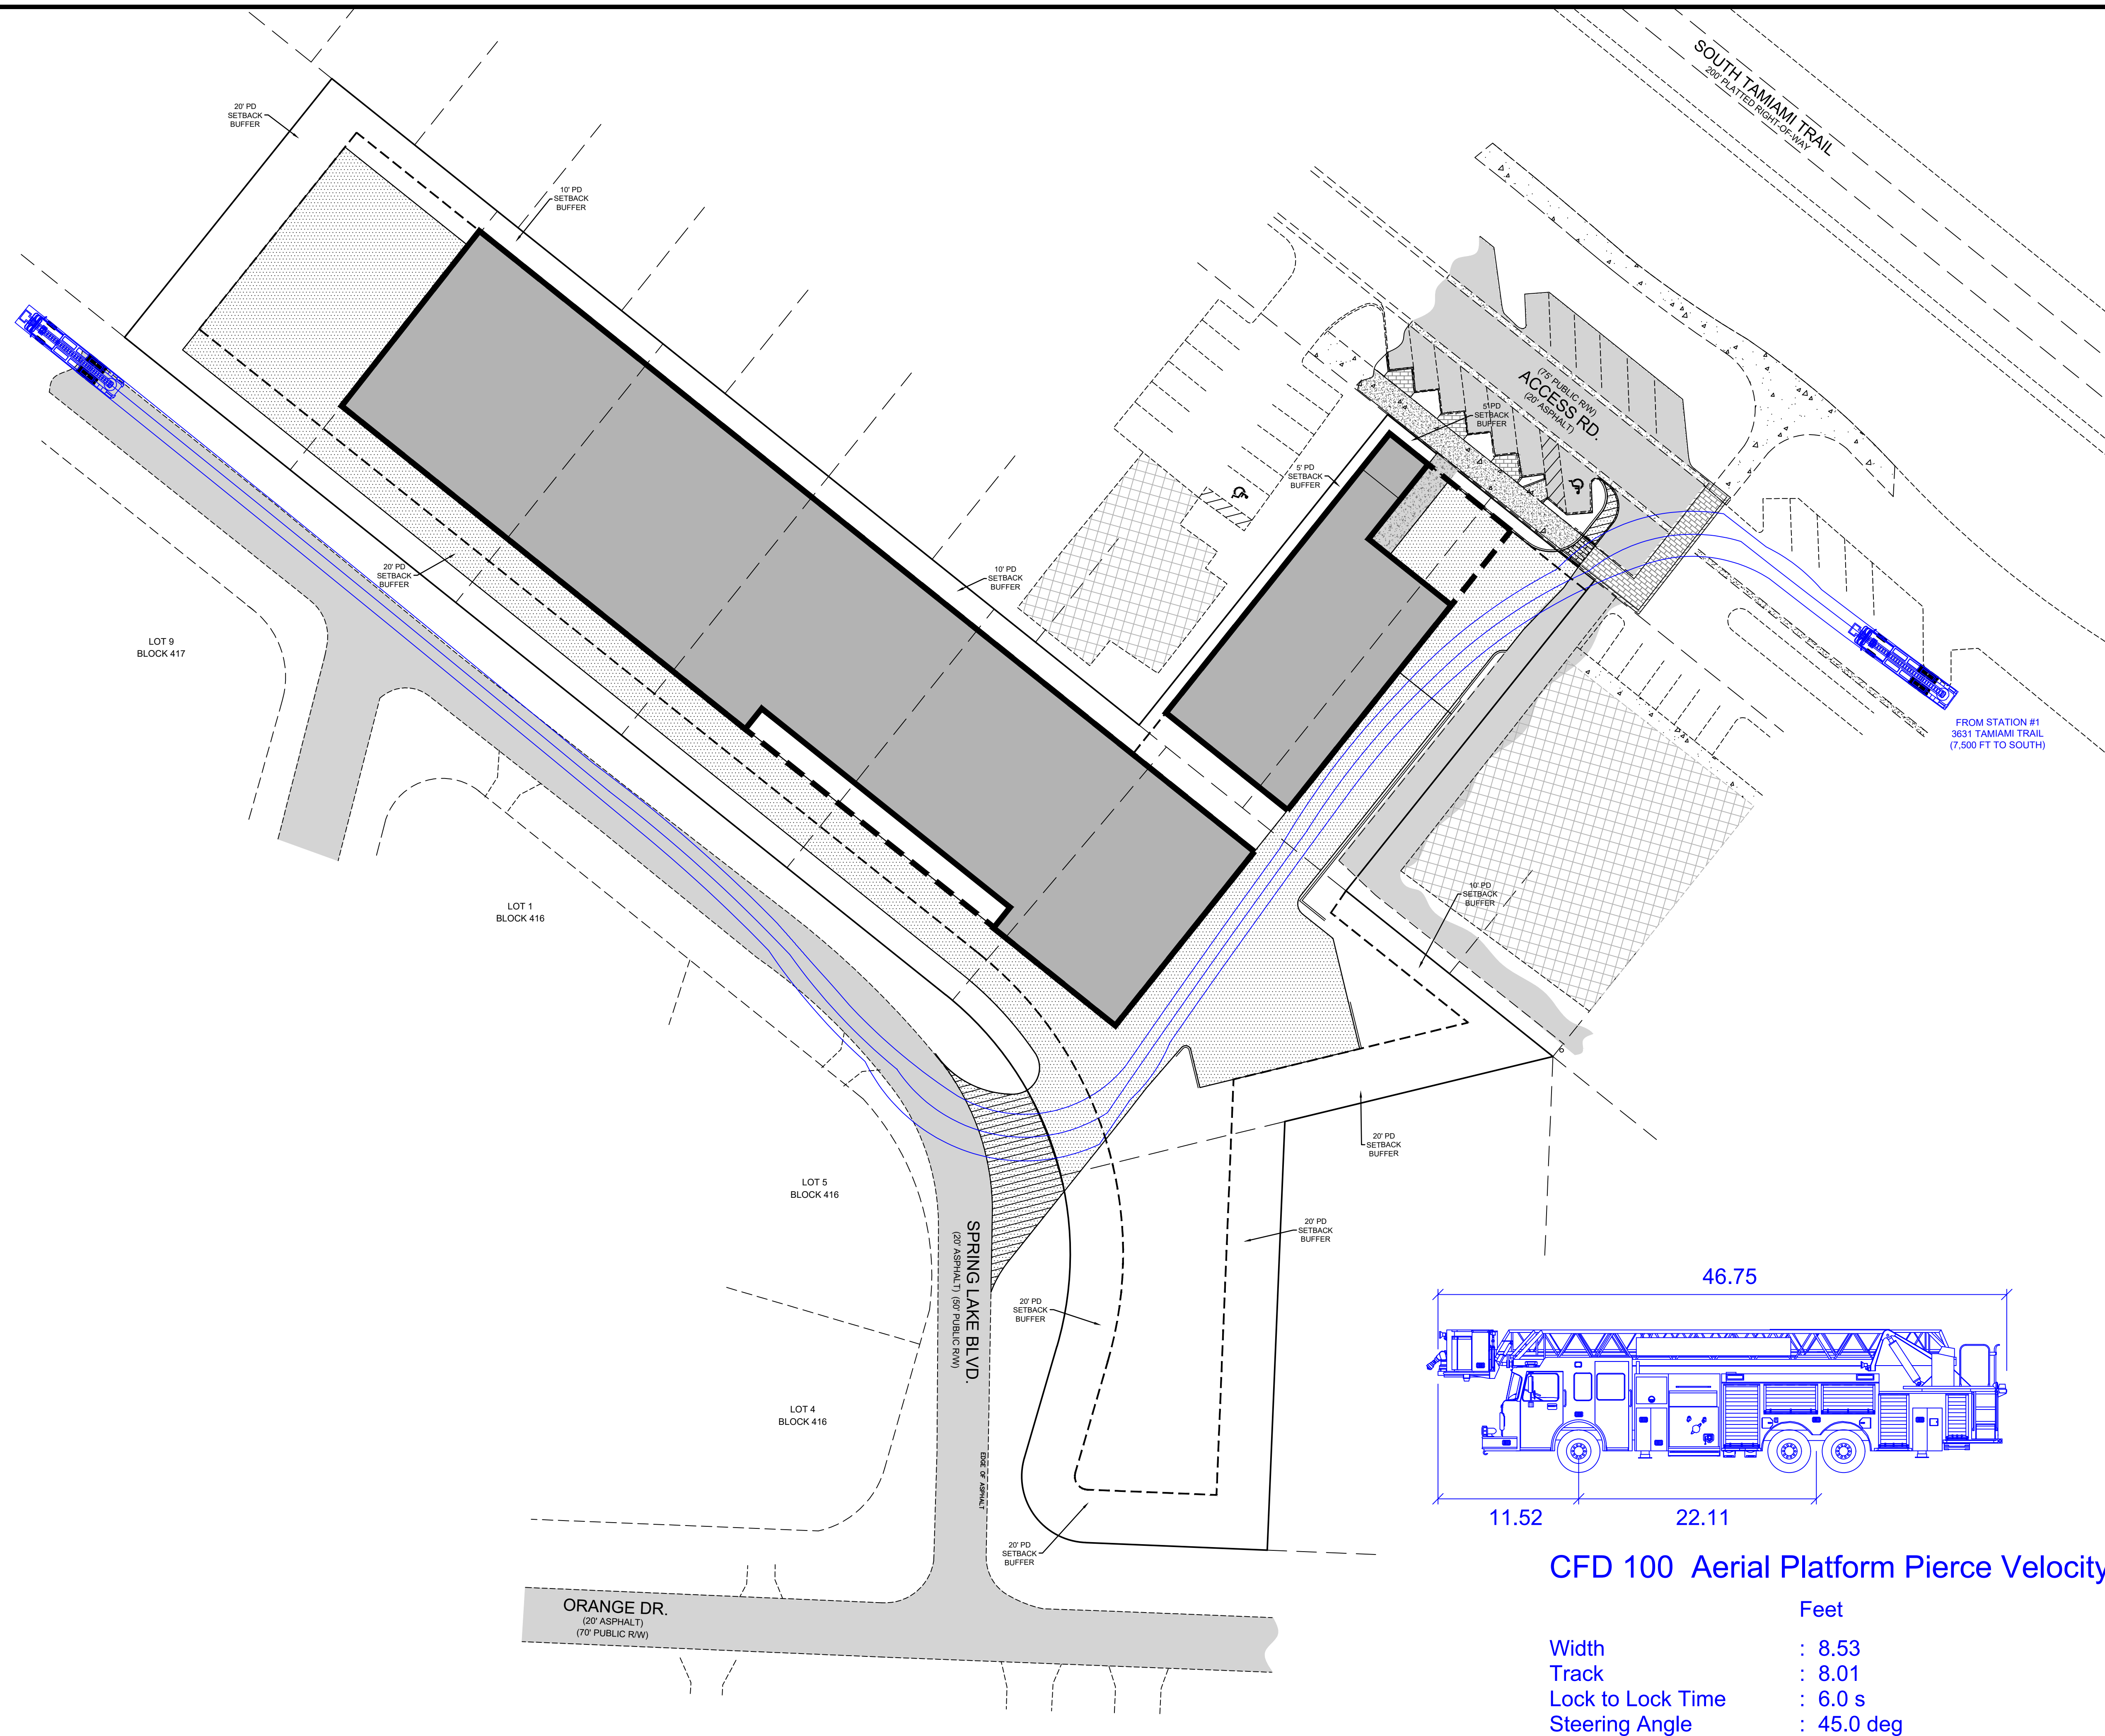 SOUTH TAMIAMI TRAIL
200' PLATTED RIGHT-OF-WAY
20' PD
SETBACK
BUFFER
10' PD
SETBACK
BUFFER
(75' PUBLIC R/W)
ACCESS RD.
(20' ASPHALT)
5' PD
SETBACK
BUFFER
5' PD
SETBACK
BUFFER
20' PD
SETBACK
BUFFER
10' PD
SETBACK
BUFFER
LOT 9
BLOCK 417
FROM STATION #1
3631 TAMIAMI TRAIL
(7,500 FT TO SOUTH)
LOT 1
BLOCK 416
10' PD
SETBACK
BUFFER
20' PD
SETBACK
BUFFER
LOT 5
BLOCK 416
20' PD
SETBACK
BUFFER
SPRING LAKE BLVD.
(20' ASPHALT) (50' PUBLIC R/W)
20' PD
SETBACK
BUFFER
LOT 4
BLOCK 416
EDGE OF ASPHALT
20' PD
SETBACK
BUFFER
ORANGE DR.
(20' ASPHALT)
(70' PUBLIC R/W)
46.75
11.52 22.11
CFD 100 Aerial Platform Pierce Velocity
Feet
Width : 8.53
Track : 8.01
Lock to Lock Time : 6.0 s
Steering Angle : 45.0 deg